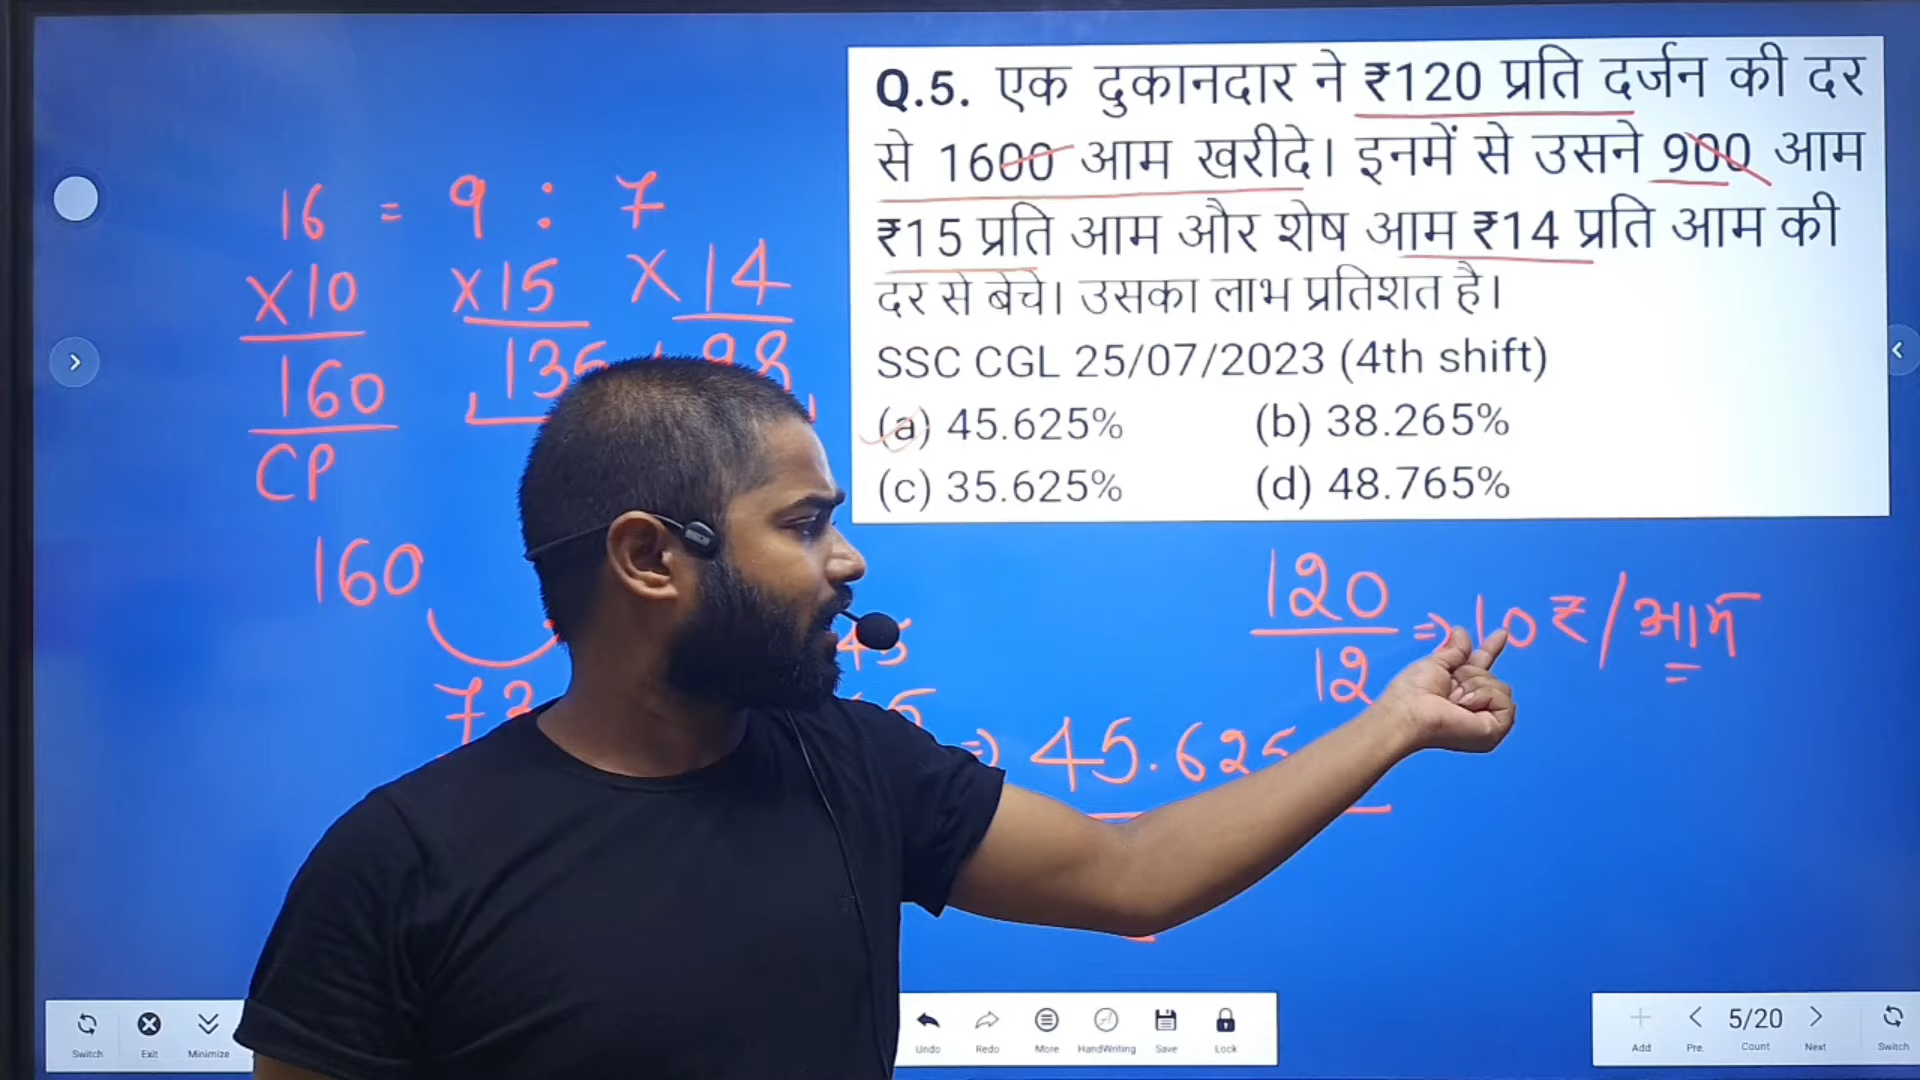 Q.5. एक दुकानदार ने ₹120 प्रति दर्जन की दर
से 1600 आम खरीदे। इनमें से उसने 900 आम
₹15 प्रति आम और शेष आम ₹14 प्रति आम की
दर से बेचे। उसका लाभ प्रतिशत है।
SSC CGL 25/07/2023 (4th shift)
(a) 45.625% (b) 38.265%
(c) 35.625% (d) 48.765%
16 = 9 : 7
×10 ×15 ×14
160
CP
160
120
12
⇒ 10 ₹ / आम
⇒ 45.625
Switch Exit Minimize
Undo Redo More HandWriting Save Lock
Add Pre. 5/20 Count Next Switch